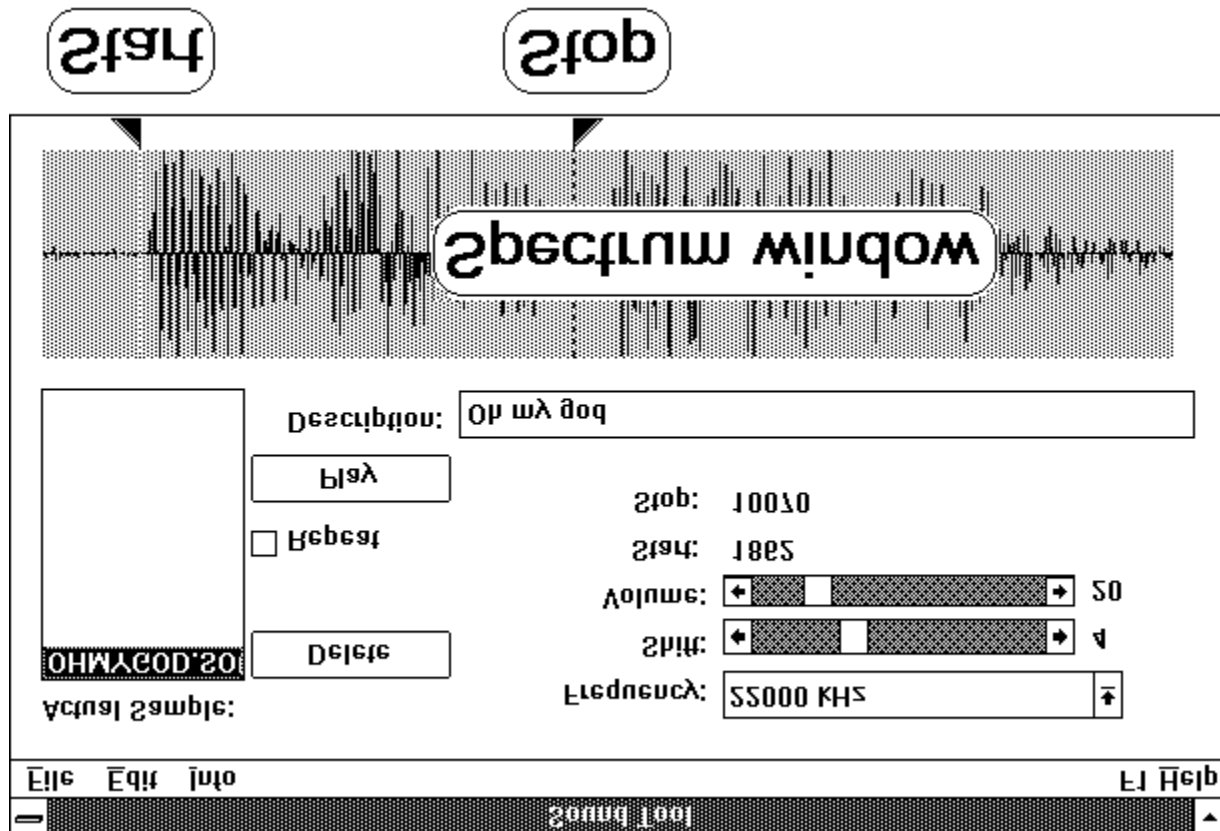 Sound Tool
File Edit Info F1 Help
Actual Sample:
Frequency: 22000 kHz
OHMYGOD.SO
Delete
Shift: 4
Volume: 20
Repeat
Start: 1862
Stop: 10070
Play
Description: Oh my god
Spectrum window
Start Stop